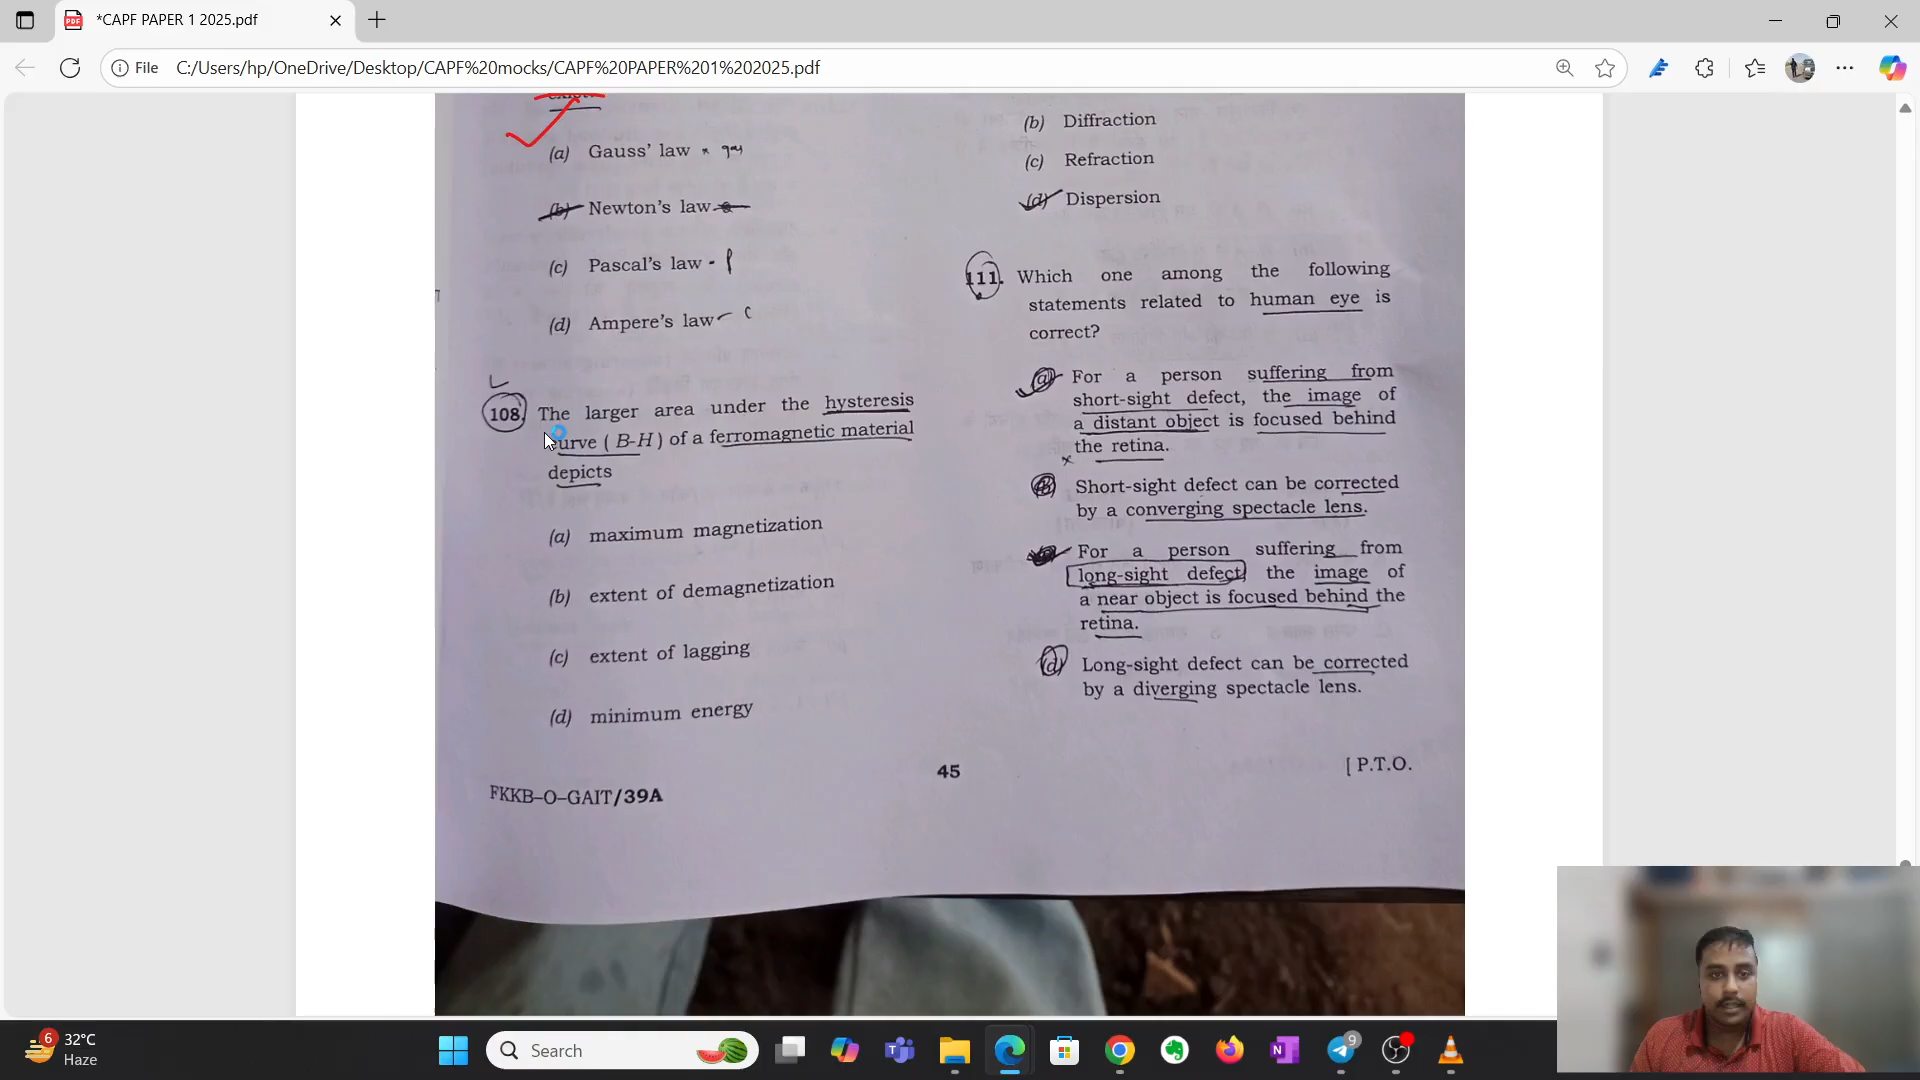 *CAPF PAPER 1 2025.pdf
File C:/Users/hp/OneDrive/Desktop/CAPF%20mocks/CAPF%20PAPER%201%202025.pdf
(a) Gauss' law
(b) Newton's law
(c) Pascal's law
(d) Ampere's law
108. The larger area under the hysteresis
curve (B-H) of a ferromagnetic material
depicts
(a) maximum magnetization
(b) extent of demagnetization
(c) extent of lagging
(d) minimum energy
FKKB-O-GAIT/39A
(b) Diffraction
(c) Refraction
(d) Dispersion
111. Which one among the following
statements related to human eye is
correct?
(a) For a person suffering from
short-sight defect, the image of
a distant object is focused behind
the retina.
(b) Short-sight defect can be corrected
by a converging spectacle lens.
For a person suffering from
long-sight defect, the image of
a near object is focused behind the
retina.
(d) Long-sight defect can be corrected
by a diverging spectacle lens.
45
[ P.T.O.
6
32°C
Haze
Search
9